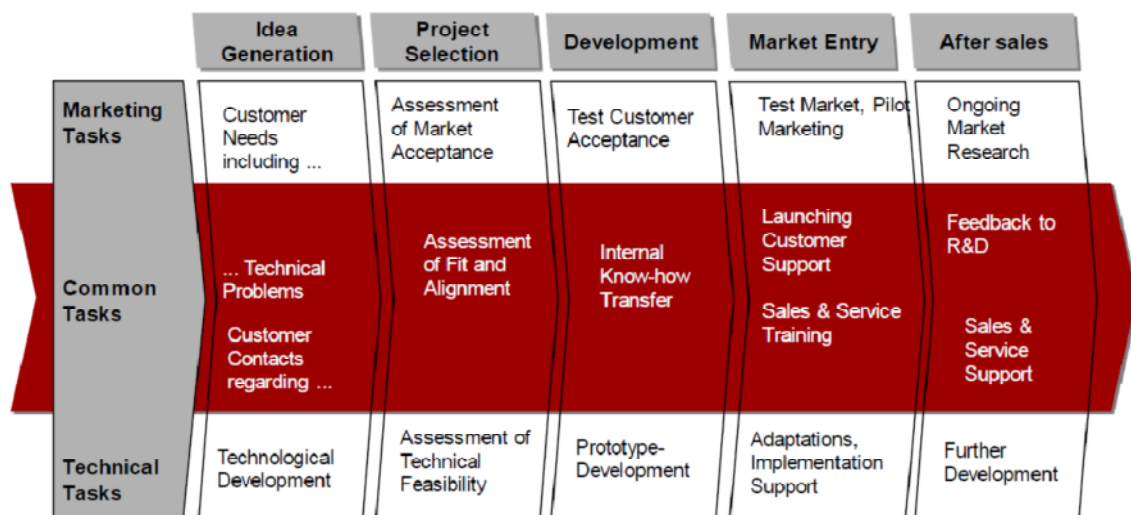 Idea
Generation
Project
Selection
Development
Market Entry
After sales
Marketing
Tasks
Customer
Needs
including ...
Assessment
of Market
Acceptance
Test Customer
Acceptance
Test Market, Pilot
Marketing
Ongoing
Market
Research
Common
Tasks
... Technical
Problems
Customer
Contacts
regarding ...
Assessment
of Fit and
Alignment
Internal
Know-how
Transfer
Launching
Customer
Support
Sales & Service
Training
Feedback to
R&D
Sales &
Service
Support
Technical
Tasks
Technological
Development
Assessment of
Technical
Feasibility
Prototype-
Development
Adaptations,
Implementation
Support
Further
Development